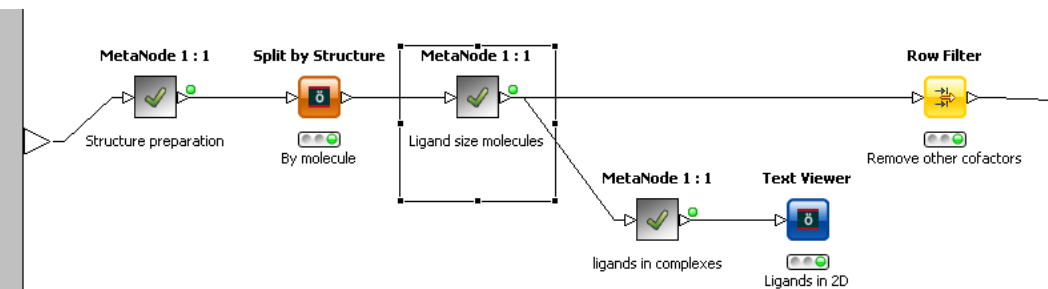 MetaNode 1 : 1
Split by Structure
MetaNode 1 : 1
Row Filter
Structure preparation
By molecule
Ligand size molecules
Remove other cofactors
MetaNode 1 : 1
Text Viewer
ligands in complexes
Ligands in 2D